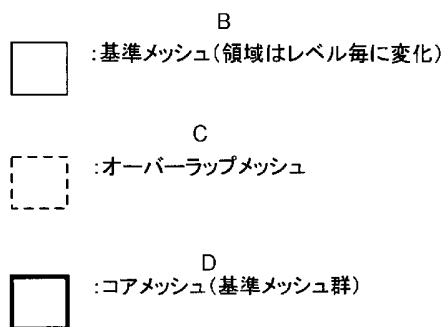 B
:基準メッシュ(領域はレベル毎に変化)
C
:オーバーラップメッシュ
D
:コアメッシュ(基準メッシュ群)